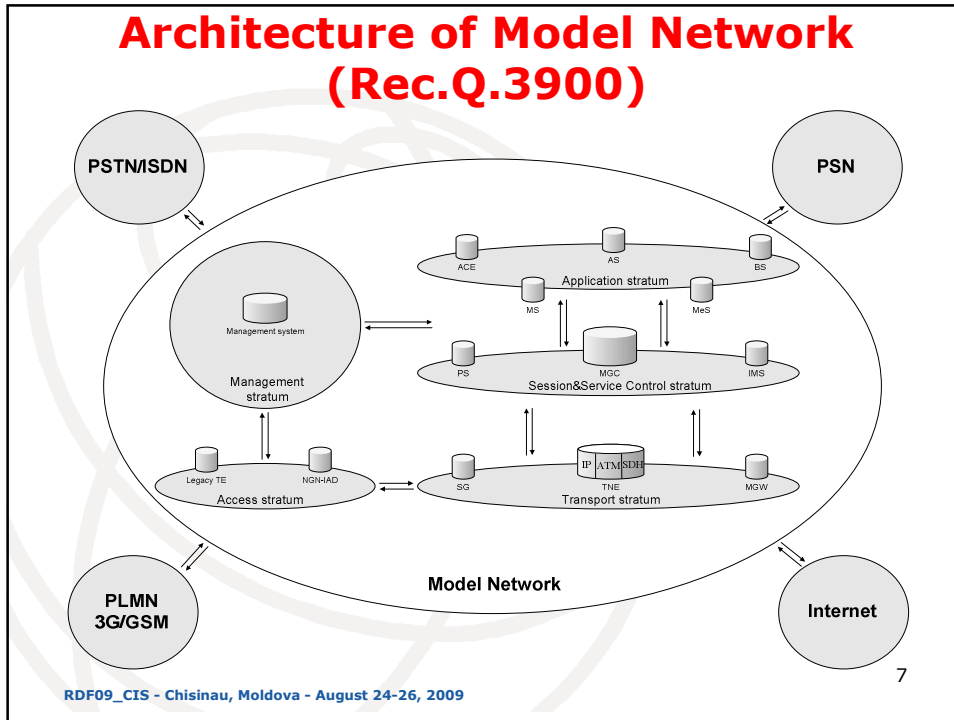 Architecture of Model Network
(Rec.Q.3900)
PSTN/ISDN
PSN
ACE
AS
BS
Application stratum
MS
MeS
Management system
Management
stratum
PS
MGC
IMS
Session&Service Control stratum
Legacy TE
NGN-IAD
Access stratum
SG
IP
ATM
SDH
TNE
MGW
Transport stratum
Model Network
PLMN
3G/GSM
Internet
7
RDF09_CIS - Chisinau, Moldova - August 24-26, 2009